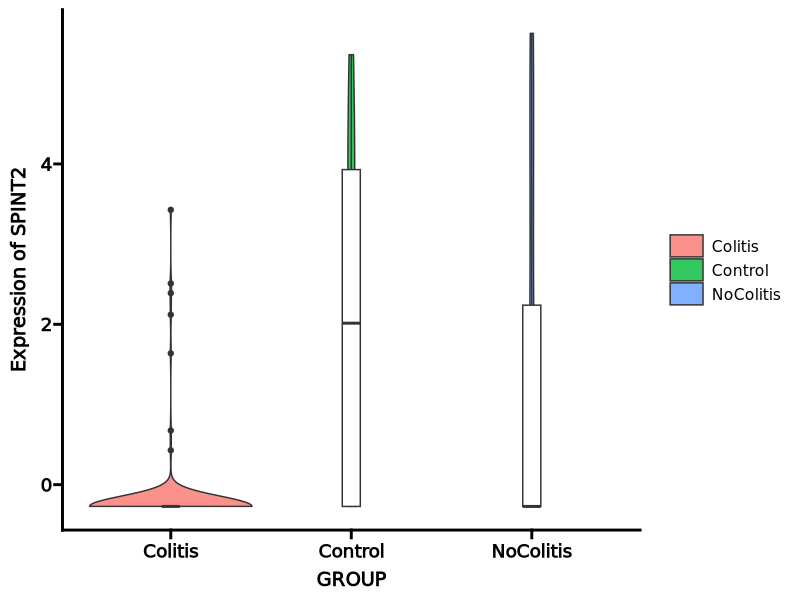 Expression of SPINT2
4
2
0
Colitis
Control
NoColitis
GROUP
Colitis
Control
NoColitis